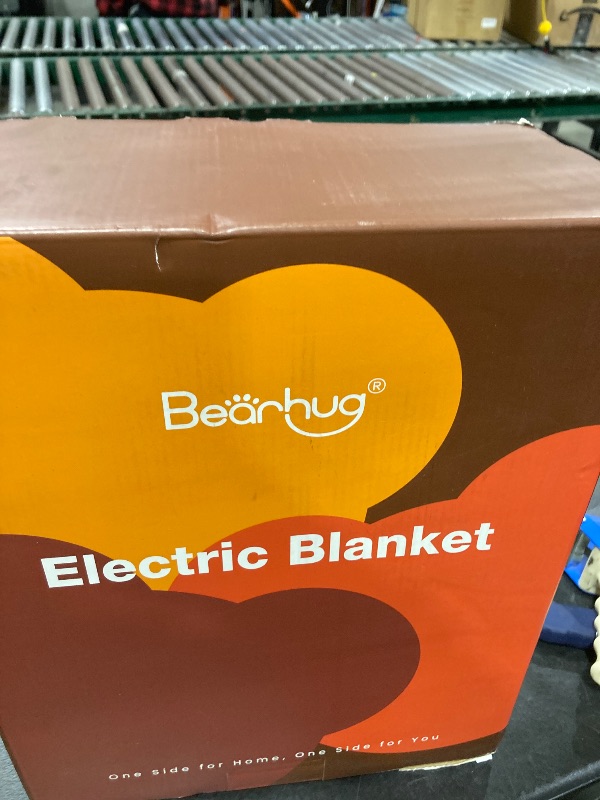 Bearhug®
Electric Blanket
One Side for Home, One Side for You